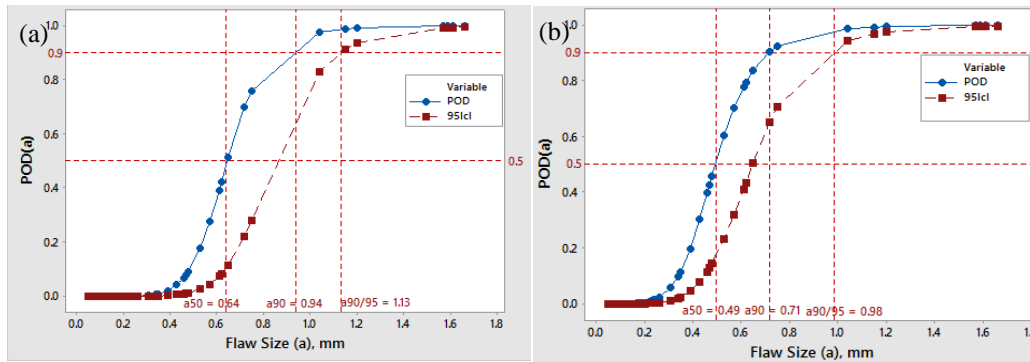 (a)
1.0
0.9
0.8
0.6
0.4
0.2
0.0
POD(a)
Variable
POD
95lcl
0.5
a50 = 0.64
a90 = 0.94
a90/95 = 1.13
0.0 0.2 0.4 0.6 0.8 1.0 1.2 1.4 1.6 1.8
Flaw Size (a), mm
(b)
1.0
0.9
0.8
0.6
0.5
0.4
0.2
0.0
POD(a)
Variable
POD
95lcl
a50 = 0.49
a90 = 0.71
a90/95 = 0.98
0.0 0.2 0.4 0.6 0.8 1.0 1.2 1.4 1.6 1.8
Flaw Size (a), mm